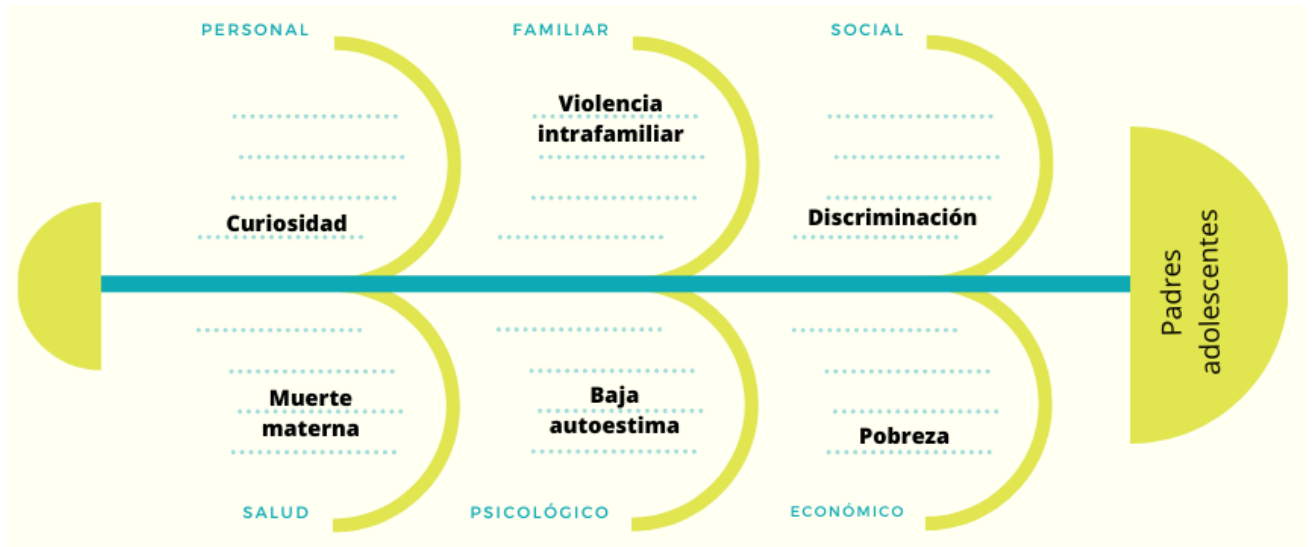 PERSONAL
FAMILIAR
SOCIAL
Violencia
intrafamiliar
Curiosidad
Discriminación
Padres
adolescentes
Muerte
materna
Baja
autoestima
Pobreza
SALUD
PSICOLÓGICO
ECONÓMICO